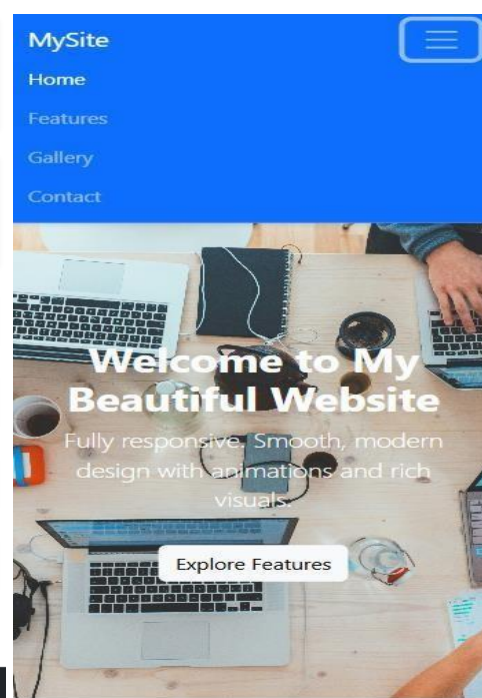 MySite
Home
Features
Gallery
Contact
Welcome to My
Beautiful Website
Fully responsive. Smooth, modern
design with animations and rich
visuals.
Explore Features